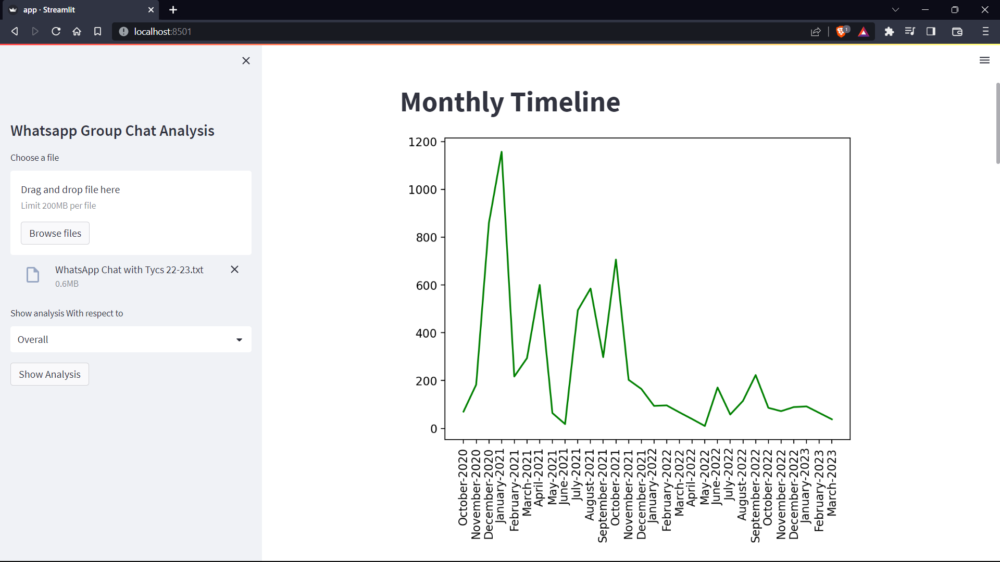 app · Streamlit
localhost:8501
1
Whatsapp Group Chat Analysis
Choose a file
Drag and drop file here
Limit 200MB per file
Browse files
WhatsApp Chat with Tycs 22-23.txt
0.6MB
Show analysis With respect to
Overall
Show Analysis
Monthly Timeline
1200
1000
800
600
400
200
0
October-2020
November-2020
December-2020
January-2021
February-2021
March-2021
April-2021
May-2021
June-2021
July-2021
August-2021
September-2021
October-2021
November-2021
December-2021
January-2022
February-2022
March-2022
April-2022
May-2022
June-2022
July-2022
August-2022
September-2022
October-2022
November-2022
December-2022
January-2023
February-2023
March-2023